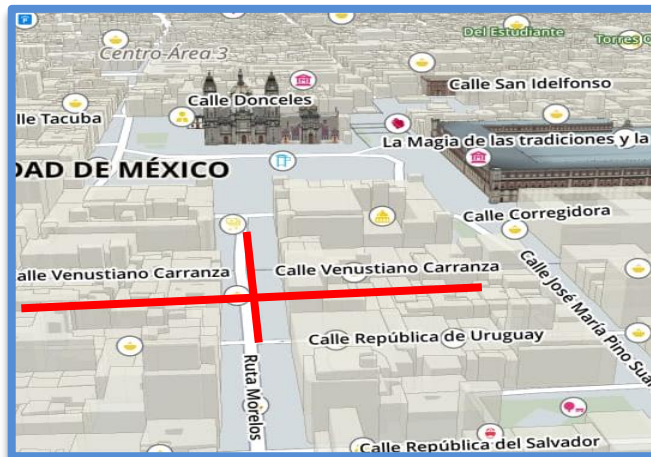 Del Estudiante
Torres
Centro-Área 3
Calle San Idelfonso
Calle Donceles
lle Tacuba
La Magia de las tradiciones y la
DAD DE MÉXICO
Calle Corregidora
alle Venustiano Carranza
Calle Venustiano Carranza
Calle José María Pino Suá
Calle República de Uruguay
Ruta Morelos
Calle República del Salvador